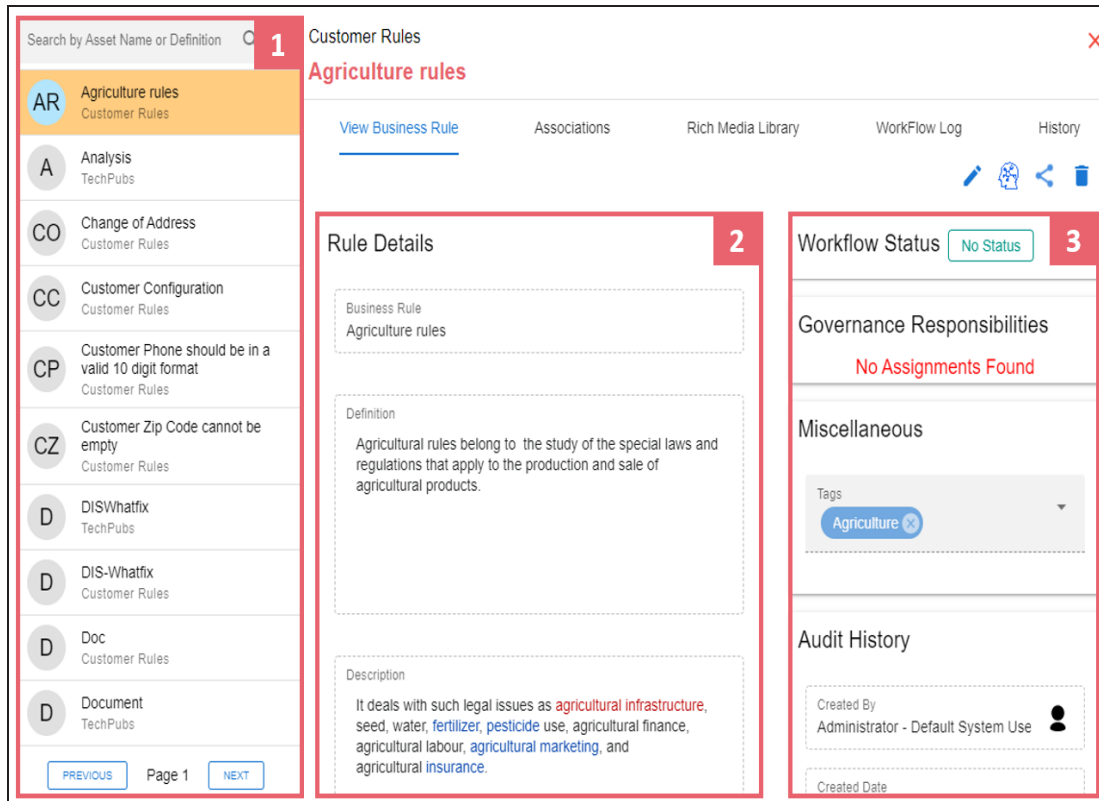 Search by Asset Name or Definition
1
AR
Agriculture rules
Customer Rules
A
Analysis
TechPubs
CO
Change of Address
Customer Rules
CC
Customer Configuration
Customer Rules
CP
Customer Phone should be in a
valid 10 digit format
Customer Rules
CZ
Customer Zip Code cannot be
empty
Customer Rules
D
DISWhatfix
TechPubs
D
DIS-Whatfix
Customer Rules
D
Doc
Customer Rules
D
Document
TechPubs
PREVIOUS Page 1 NEXT
Customer Rules
Agriculture rules
View Business Rule Associations Rich Media Library WorkFlow Log History
Rule Details
2
Business Rule
Agriculture rules
Definition
Agricultural rules belong to the study of the special laws and
regulations that apply to the production and sale of
agricultural products.
Description
It deals with such legal issues as agricultural infrastructure,
seed, water, fertilizer, pesticide use, agricultural finance,
agricultural labour, agricultural marketing, and
agricultural insurance.
Workflow Status No Status
3
Governance Responsibilities
No Assignments Found
Miscellaneous
Tags
Agriculture
Audit History
Created By
Administrator - Default System Use
Created Date